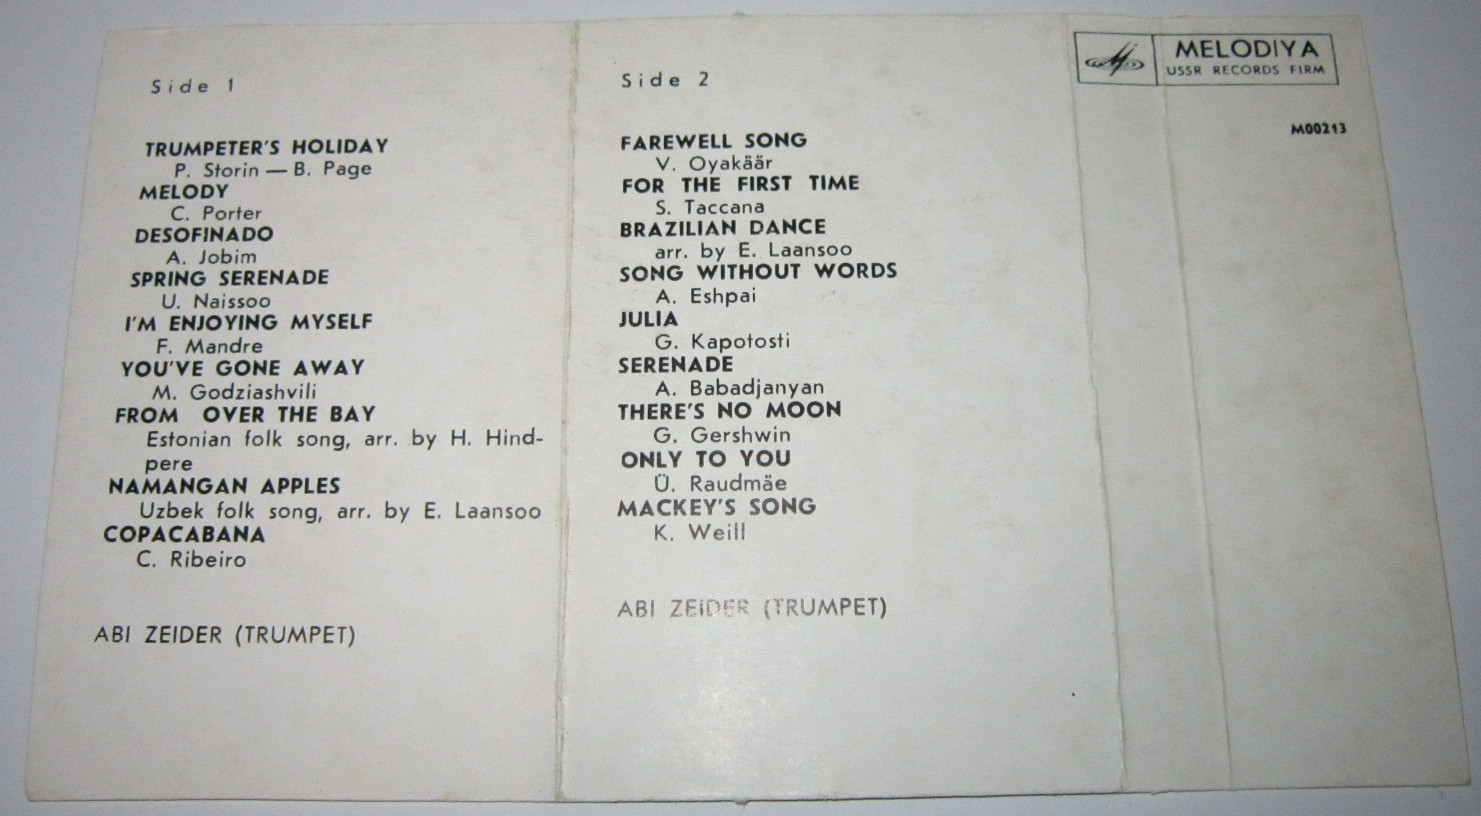 Side 1
TRUMPETER'S HOLIDAY
P. Storin — B. Page
MELODY
C. Porter
DESOFINADO
A. Jobim
SPRING SERENADE
U. Naissoo
I'M ENJOYING MYSELF
F. Mandre
YOU'VE GONE AWAY
M. Godziashvili
FROM OVER THE BAY
Estonian folk song, arr. by H. Hind-
pere
NAMANGAN APPLES
Uzbek folk song, arr. by E. Laansoo
COPACABANA
C. Ribeiro
ABI ZEIDER (TRUMPET)
Side 2
FAREWELL SONG
V. Oyakäär
FOR THE FIRST TIME
S. Taccana
BRAZILIAN DANCE
arr. by E. Laansoo
SONG WITHOUT WORDS
A. Eshpai
JULIA
G. Kapotosti
SERENADE
A. Babadjanyan
THERE'S NO MOON
G. Gershwin
ONLY TO YOU
Ü. Raudmäe
MACKEY'S SONG
K. Weill
ABI ZEIDER (TRUMPET)
MELODIYA
USSR RECORDS FIRM
M00213